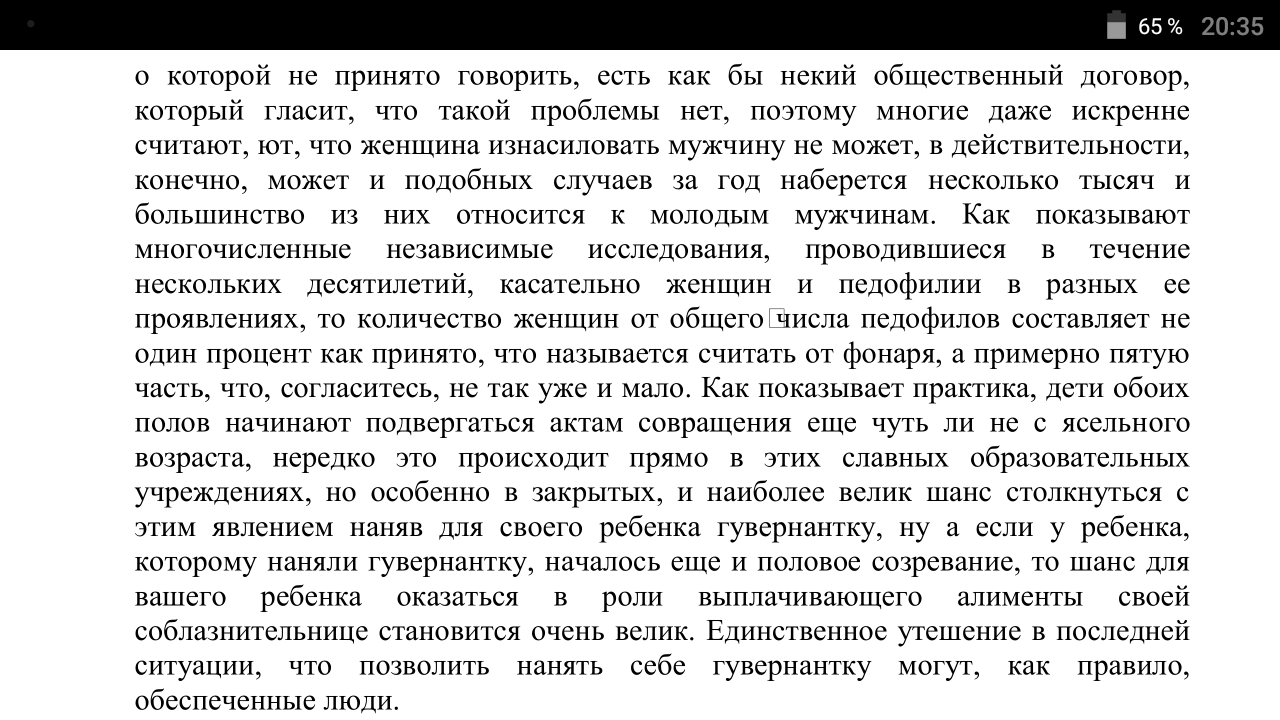 65 % 20:35
о которой не принято говорить, есть как бы некий общественный договор,
который гласит, что такой проблемы нет, поэтому многие даже искренне
считают, ют, что женщина изнасиловать мужчину не может, в действительности,
конечно, может и подобных случаев за год наберется несколько тысяч и
большинство из них относится к молодым мужчинам. Как показывают
многочисленные независимые исследования, проводившиеся в течение
нескольких десятилетий, касательно женщин и педофилии в разных ее
проявлениях, то количество женщин от общего числа педофилов составляет не
один процент как принято, что называется считать от фонаря, а примерно пятую
часть, что, согласитесь, не так уже и мало. Как показывает практика, дети обоих
полов начинают подвергаться актам совращения еще чуть ли не с ясельного
возраста, нередко это происходит прямо в этих славных образовательных
учреждениях, но особенно в закрытых, и наиболее велик шанс столкнуться с
этим явлением наняв для своего ребенка гувернантку, ну а если у ребенка,
которому наняли гувернантку, началось еще и половое созревание, то шанс для
вашего ребенка оказаться в роли выплачивающего алименты своей
соблазнительнице становится очень велик. Единственное утешение в последней
ситуации, что позволить нанять себе гувернантку могут, как правило,
обеспеченные люди.